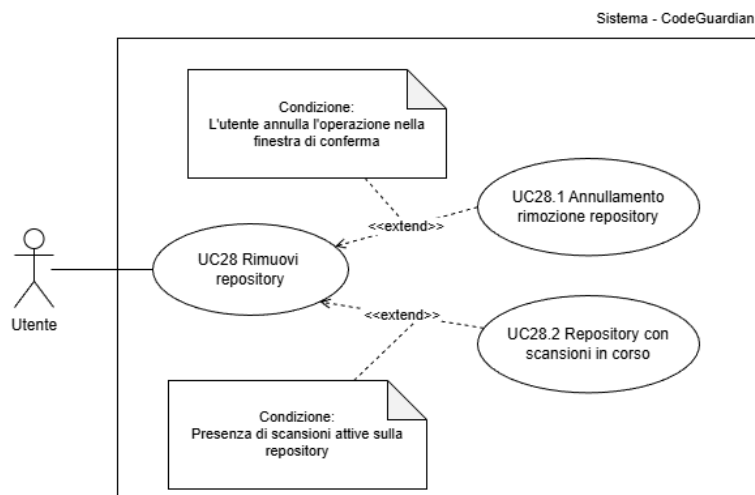 Sistema - CodeGuardian
Condizione:
L'utente annulla l'operazione nella
finestra di conferma
UC28.1 Annullamento
rimozione repository
<<extend>>
UC28 Rimuovi
repository
Utente
<<extend>>
UC28.2 Repository con
scansioni in corso
Condizione:
Presenza di scansioni attive sulla
repository